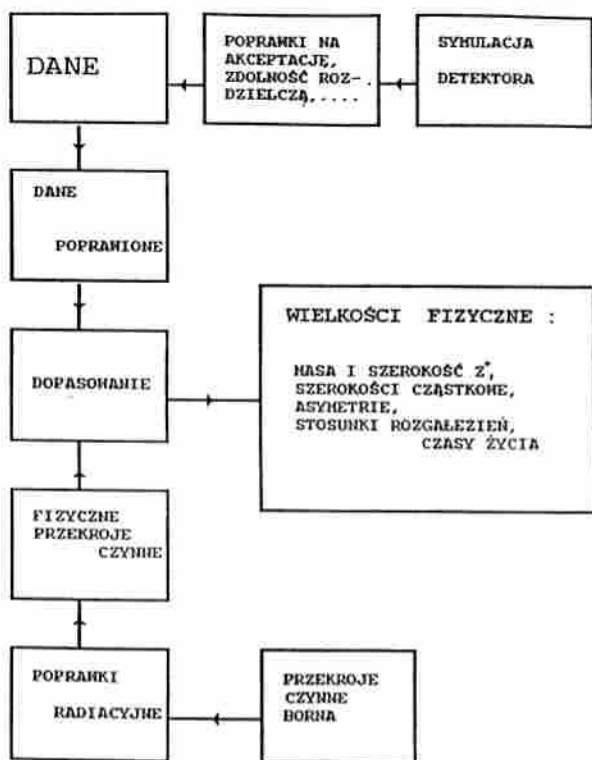 DANE
POPRAWKI NA
AKCEPTACJĘ,
ZDOLNOŚĆ ROZ-
DZIELCZĄ,....
SYMULACJA
DETEKTORA
DANE
POPRAWIONE
DOPASOWANIE
WIELKOŚCI FIZYCZNE :
MASA I SZEROKOŚĆ Z°,
SZEROKOŚCI CZĄSTKOWE,
ASYMETRIE,
STOSUNKI ROZGAŁEZIEŃ,
CZASY ŻYCIA
FIZYCZNE
PRZEKROJE
CZYNNE
POPRAWKI
RADIACYJNE
PRZEKROJE
CZYNNE
BORNA